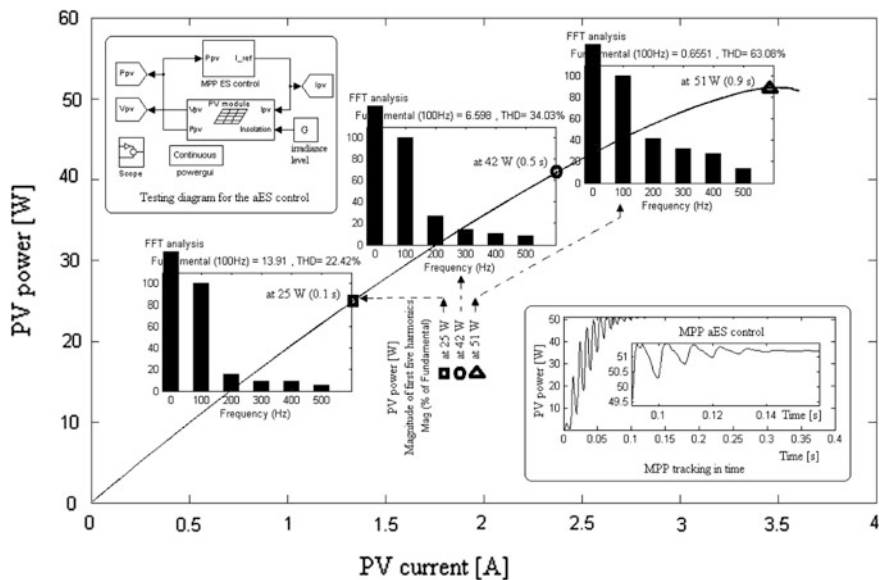 PV power [W]
60
50
40
30
20
10
0
0
0.5
1
1.5
2
2.5
3
3.5
4
PV current [A]
Ppv
I_ref
MPP ES control
Ppv
Vpv
Ipv
PV module
Vpv
Ipv
Ppv
Insolation
G
irradiance
level
Scope
Continuous
powergui
Testing diagram for the aES control
FFT analysis
Fundamental (100Hz) = 0.6551 , THD= 63.08%
at 51W (0.9 s)
100
80
60
40
20
0
0
100
200
300
400
500
Frequency (Hz)
FFT analysis
Fundamental (100Hz) = 6.598 , THD= 34.03%
at 42 W (0.5 s)
100
80
60
40
20
0
0
100
200
300
400
500
Frequency (Hz)
FFT analysis
Fundamental (100Hz) = 13.91 , THD= 22.42%
at 25 W (0.1 s)
100
80
60
40
20
0
0
100
200
300
400
500
Frequency (Hz)
PV power [W]
Magnitude of first five harmonics
Mag (% of Fundamental)
at 25 W
at 42 W
at 51 W
PV power [W]
50
40
30
20
10
0
0.05
0.1
0.15
0.2
0.25
0.3
0.35
0.4
Time [s]
MPP aES control
51
50.5
50
49.5
0.1
0.12
0.14
Time [s]
MPP tracking in time